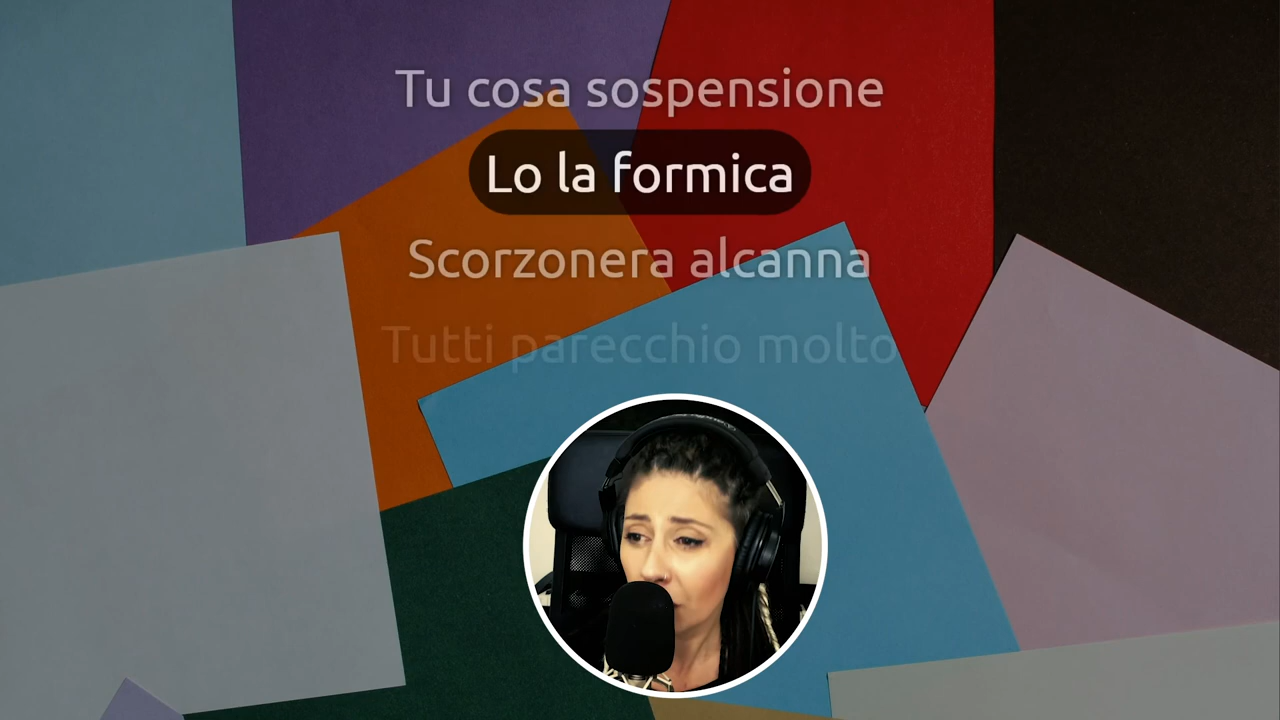 Tu cosa sospensione
Lo la formica
Scorzonera alcanna
Tutti parecchio molto